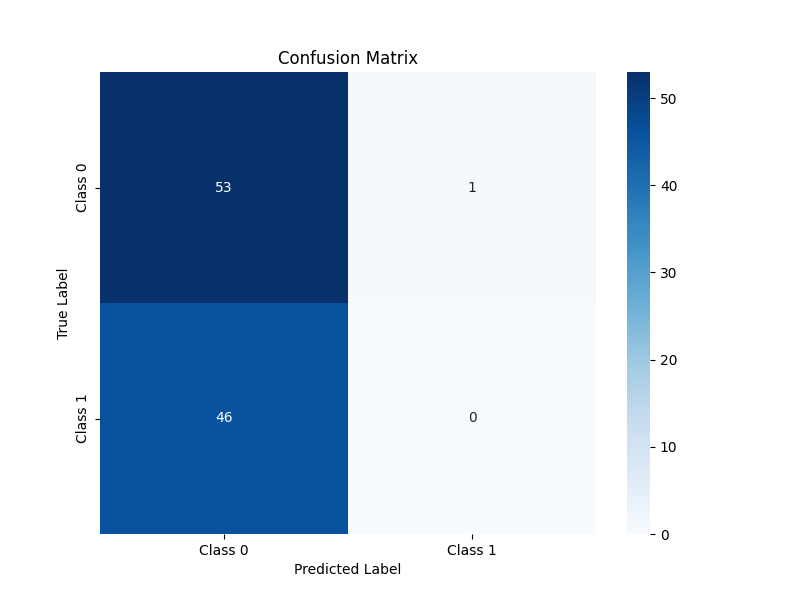 Confusion Matrix
True Label
Class 0
53
1
Class 1
46
0
Class 0
Class 1
Predicted Label
50
40
30
20
10
0